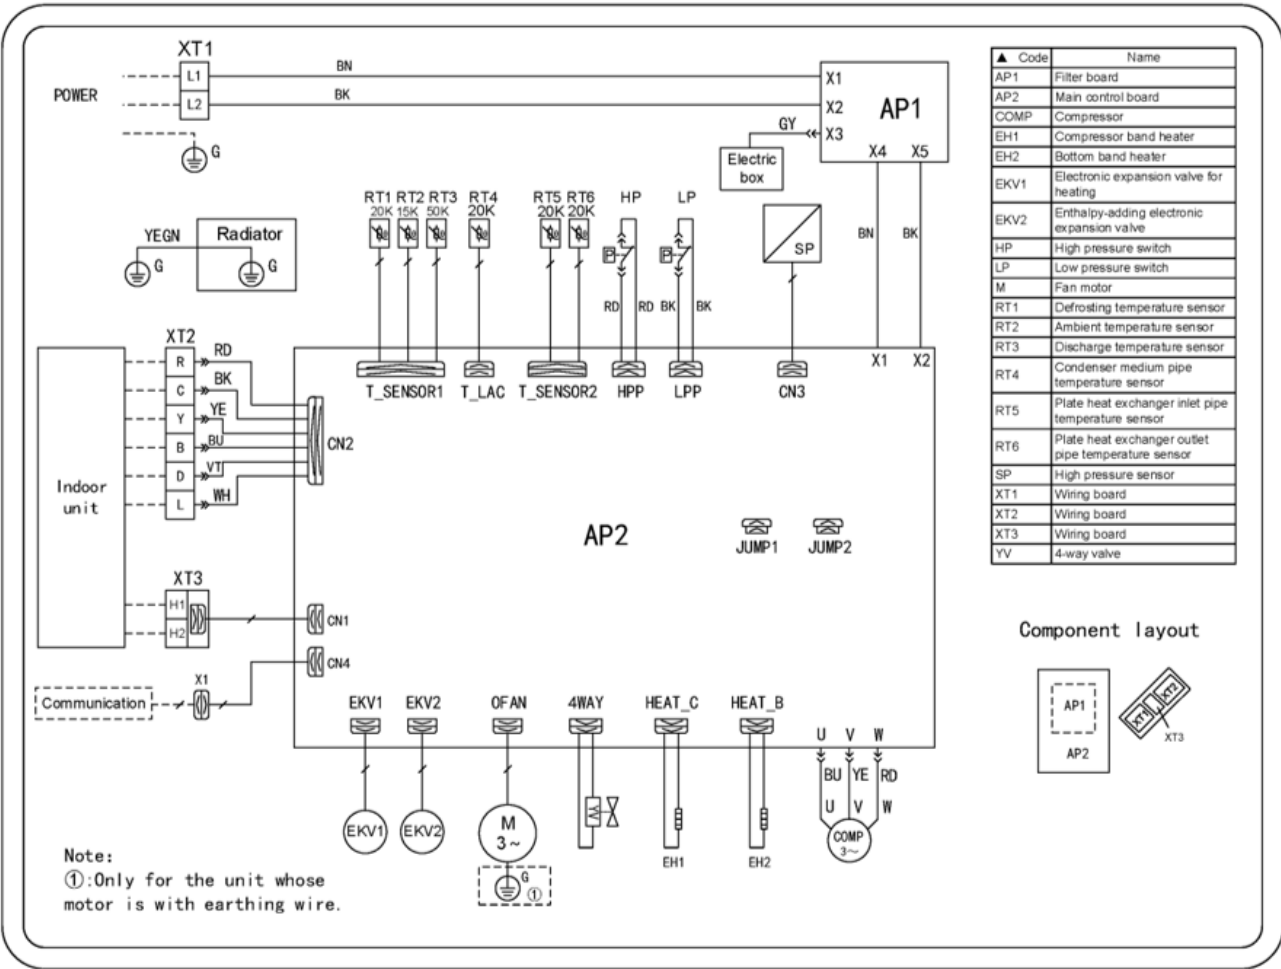 XT1
POWER
L1
BN
L2
BK
G
X1
X2
GY
X3
AP1
X4
X5
Electric
box
BN
BK
YEGN
G
Radiator
G
RT1
RT2
RT3
RT4
20K
15K
50K
20K
RT5
RT6
20K
20K
HP
LP
P
P
RD
RD
BK
BK
SP
XT2
R
RD
C
BK
Y
YE
B
BU
D
VT
L
WH
Indoor
unit
XT3
H1
H2
Communication
X1
T_SENSOR1
T_LAC
T_SENSOR2
HPP
LPP
CN3
X1
X2
CN2
AP2
JUMP1
JUMP2
CN1
CN4
EKV1
EKV2
OFAN
4WAY
HEAT_C
HEAT_B
U
V
W
BU
YE
RD
U
V
W
EKV1
EKV2
M
3~
G
①
YV
EH1
EH2
COMP
3~
Note:
①:Only for the unit whose
motor is with earthing wire.
▲ Code Name
AP1 Filter board
AP2 Main control board
COMP Compressor
EH1 Compressor band heater
EH2 Bottom band heater
EKV1 Electronic expansion valve for
heating
EKV2 Enthalpy-adding electronic
expansion valve
HP High pressure switch
LP Low pressure switch
M Fan motor
RT1 Defrosting temperature sensor
RT2 Ambient temperature sensor
RT3 Discharge temperature sensor
RT4 Condenser medium pipe
temperature sensor
RT5 Plate heat exchanger inlet pipe
temperature sensor
RT6 Plate heat exchanger outlet
pipe temperature sensor
SP High pressure sensor
XT1 Wiring board
XT2 Wiring board
XT3 Wiring board
YV 4-way valve
Component layout
AP1
AP2
XT1
XT2
XT3